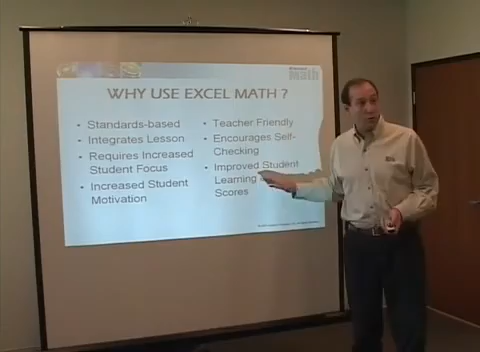 Math
WHY USE EXCEL MATH ?
• Standards-based
• Integrates Lesson
• Requires Increased
Student Focus
• Increased Student
Motivation
• Teacher Friendly
• Encourages Self-
Checking
• Improved Student
Learning
Scores